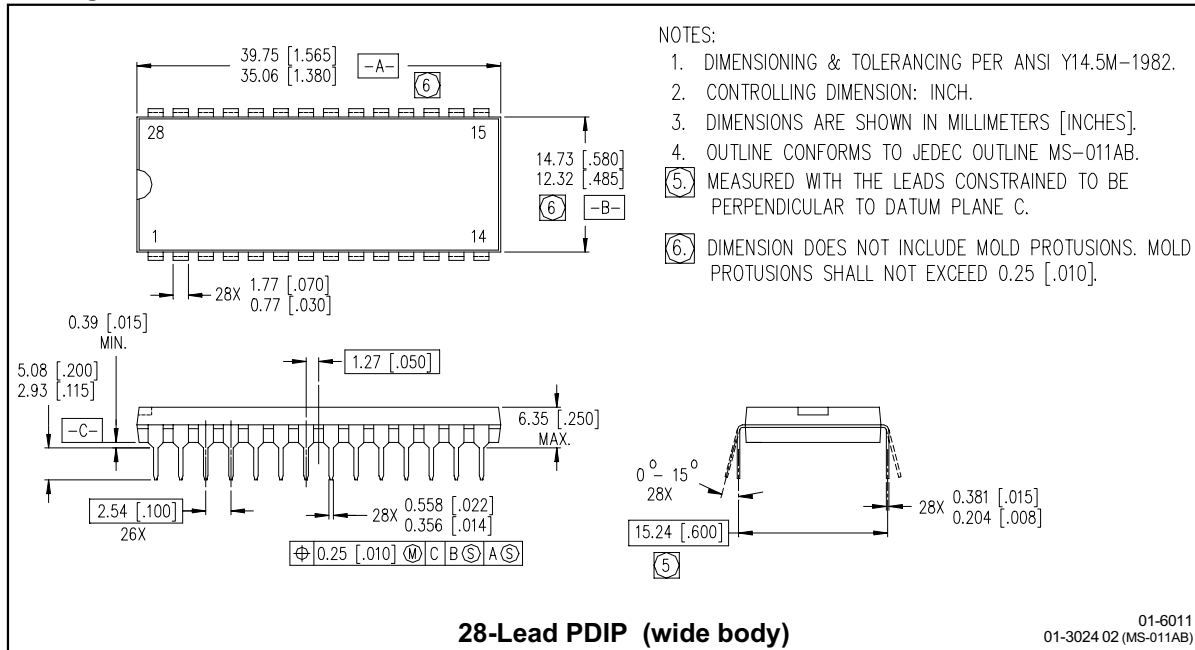 39.75 [1.565]
35.06 [1.380]
-A-
6
28
15
1
14
14.73 [.580]
12.32 [.485]
6
-B-
28X 1.77 [.070]
0.77 [.030]
NOTES:
1. DIMENSIONING & TOLERANCING PER ANSI Y14.5M-1982.
2. CONTROLLING DIMENSION: INCH.
3. DIMENSIONS ARE SHOWN IN MILLIMETERS [INCHES].
4. OUTLINE CONFORMS TO JEDEC OUTLINE MS-011AB.
5. MEASURED WITH THE LEADS CONSTRAINED TO BE
PERPENDICULAR TO DATUM PLANE C.
6. DIMENSION DOES NOT INCLUDE MOLD PROTUSIONS. MOLD
PROTUSIONS SHALL NOT EXCEED 0.25 [.010].
0.39 [.015]
MIN.
5.08 [.200]
2.93 [.115]
-C-
1.27 [.050]
6.35 [.250]
MAX.
2.54 [.100]
26X
28X 0.558 [.022]
0.356 [.014]
⌖ 0.25 [.010] Ⓜ C B Ⓢ A Ⓢ
0° - 15°
28X
15.24 [.600]
5
28X 0.381 [.015]
0.204 [.008]
28-Lead PDIP (wide body)
01-6011
01-3024 02 (MS-011AB)